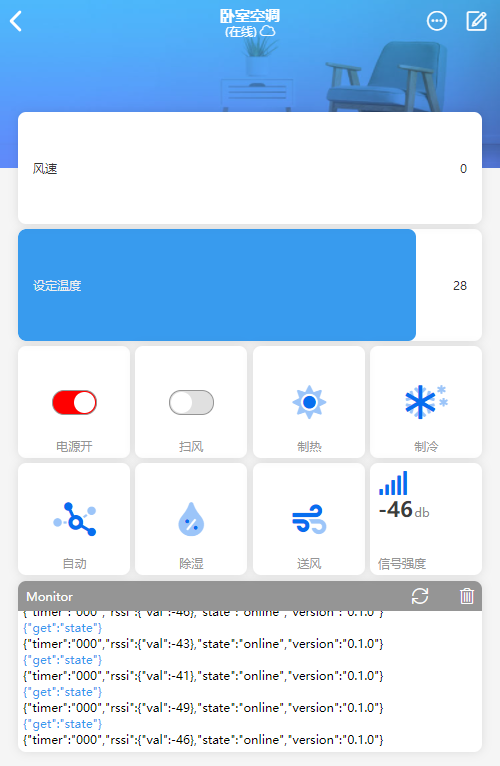 卧室空调
(在线)
风速 0
设定温度 28
电源开 扫风 制热 制冷
-46db
自动 除湿 送风 信号强度
Monitor
{"timer":"000","rssi":{"val":-46},"state":"online","version":"0.1.0"}
{"get":"state"}
{"timer":"000","rssi":{"val":-43},"state":"online","version":"0.1.0"}
{"get":"state"}
{"timer":"000","rssi":{"val":-41},"state":"online","version":"0.1.0"}
{"get":"state"}
{"timer":"000","rssi":{"val":-49},"state":"online","version":"0.1.0"}
{"get":"state"}
{"timer":"000","rssi":{"val":-46},"state":"online","version":"0.1.0"}